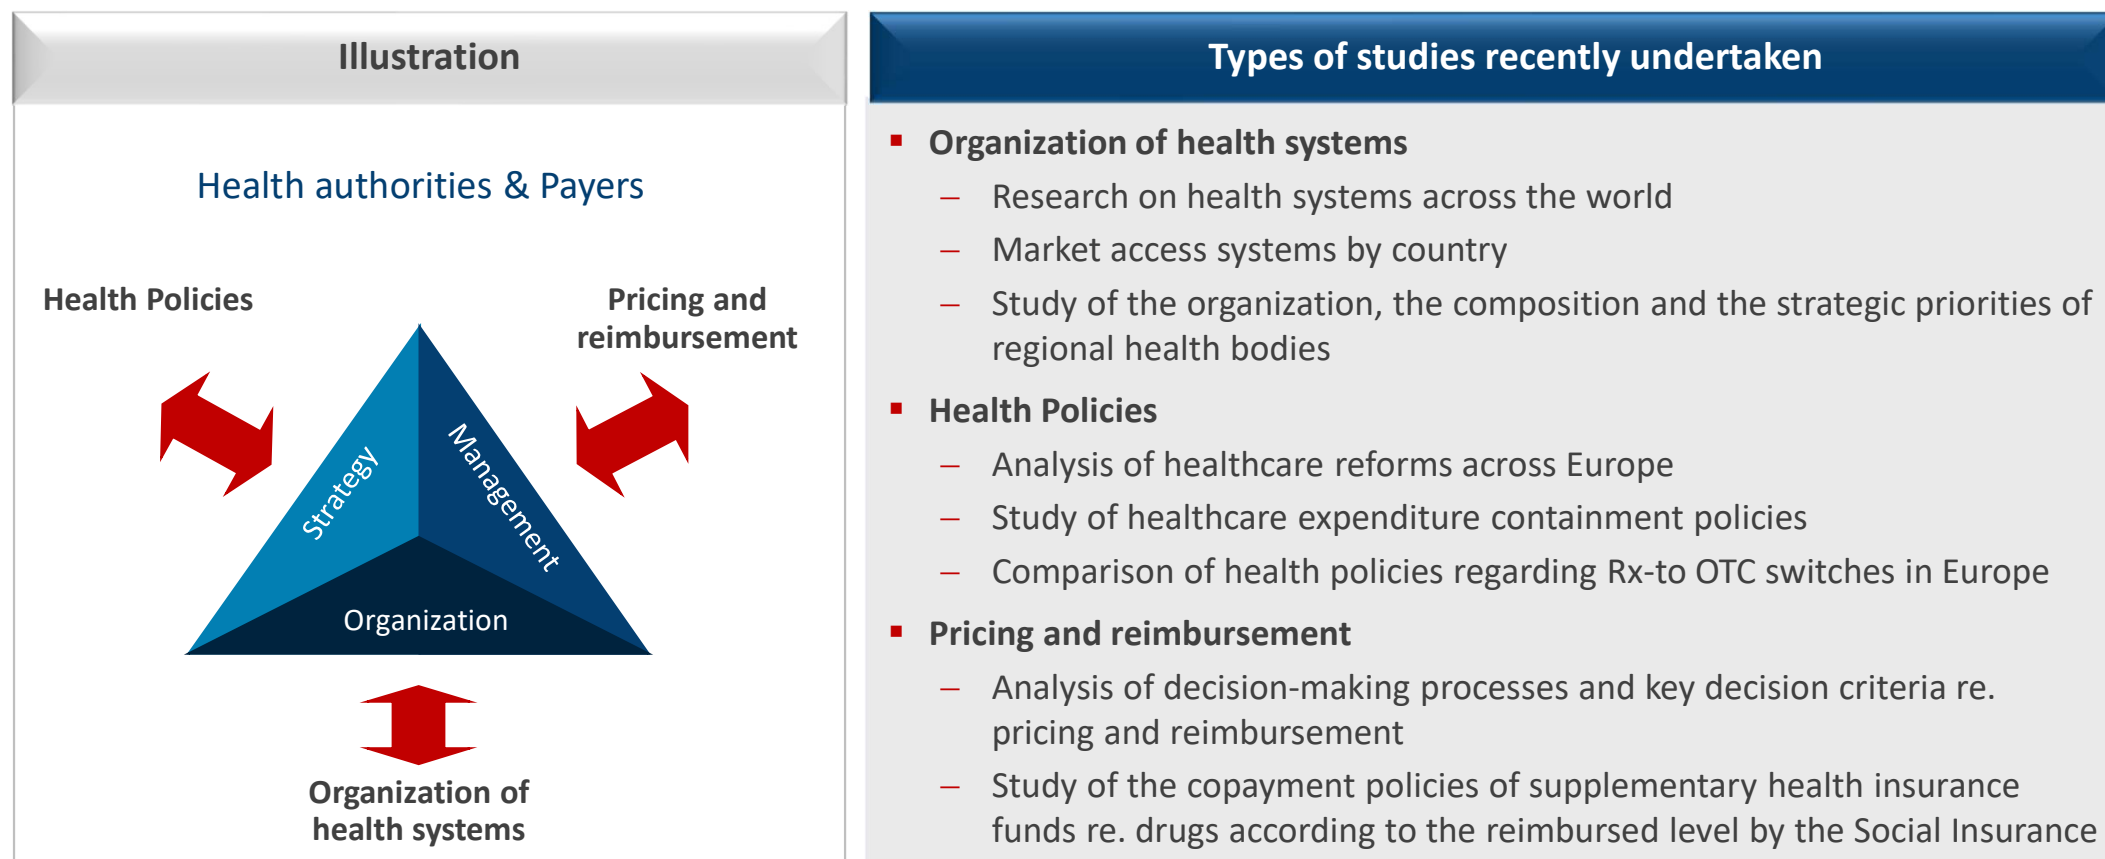 Illustration
Health authorities & Payers
Health Policies
Pricing and
reimbursement
Strategy
Management
Organization
Organization of
health systems
Types of studies recently undertaken
▪ Organization of health systems
– Research on health systems across the world
– Market access systems by country
– Study of the organization, the composition and the strategic priorities of
regional health bodies
▪ Health Policies
– Analysis of healthcare reforms across Europe
– Study of healthcare expenditure containment policies
– Comparison of health policies regarding Rx-to OTC switches in Europe
▪ Pricing and reimbursement
– Analysis of decision-making processes and key decision criteria re.
pricing and reimbursement
– Study of the copayment policies of supplementary health insurance
funds re. drugs according to the reimbursed level by the Social Insurance